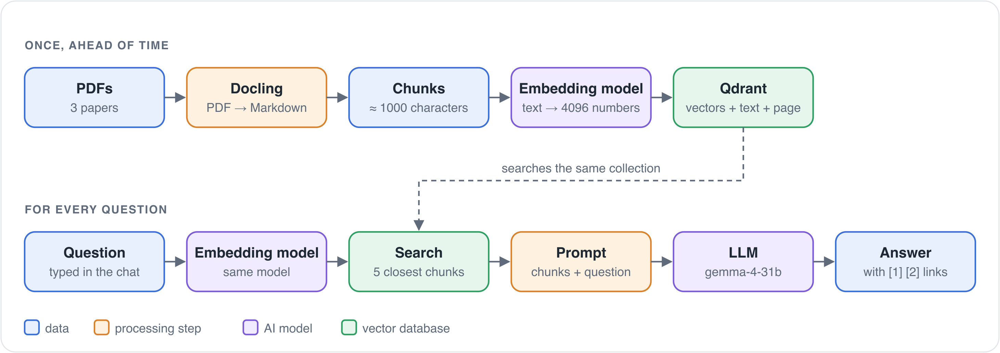 ONCE, AHEAD OF TIME
PDFs
3 papers
Docling
PDF → Markdown
Chunks
≈ 1000 characters
Embedding model
text → 4096 numbers
Qdrant
vectors + text + page
searches the same collection
FOR EVERY QUESTION
Question
typed in the chat
Embedding model
same model
Search
5 closest chunks
Prompt
chunks + question
LLM
gemma-4-31b
Answer
with [1] [2] links
data
processing step
AI model
vector database